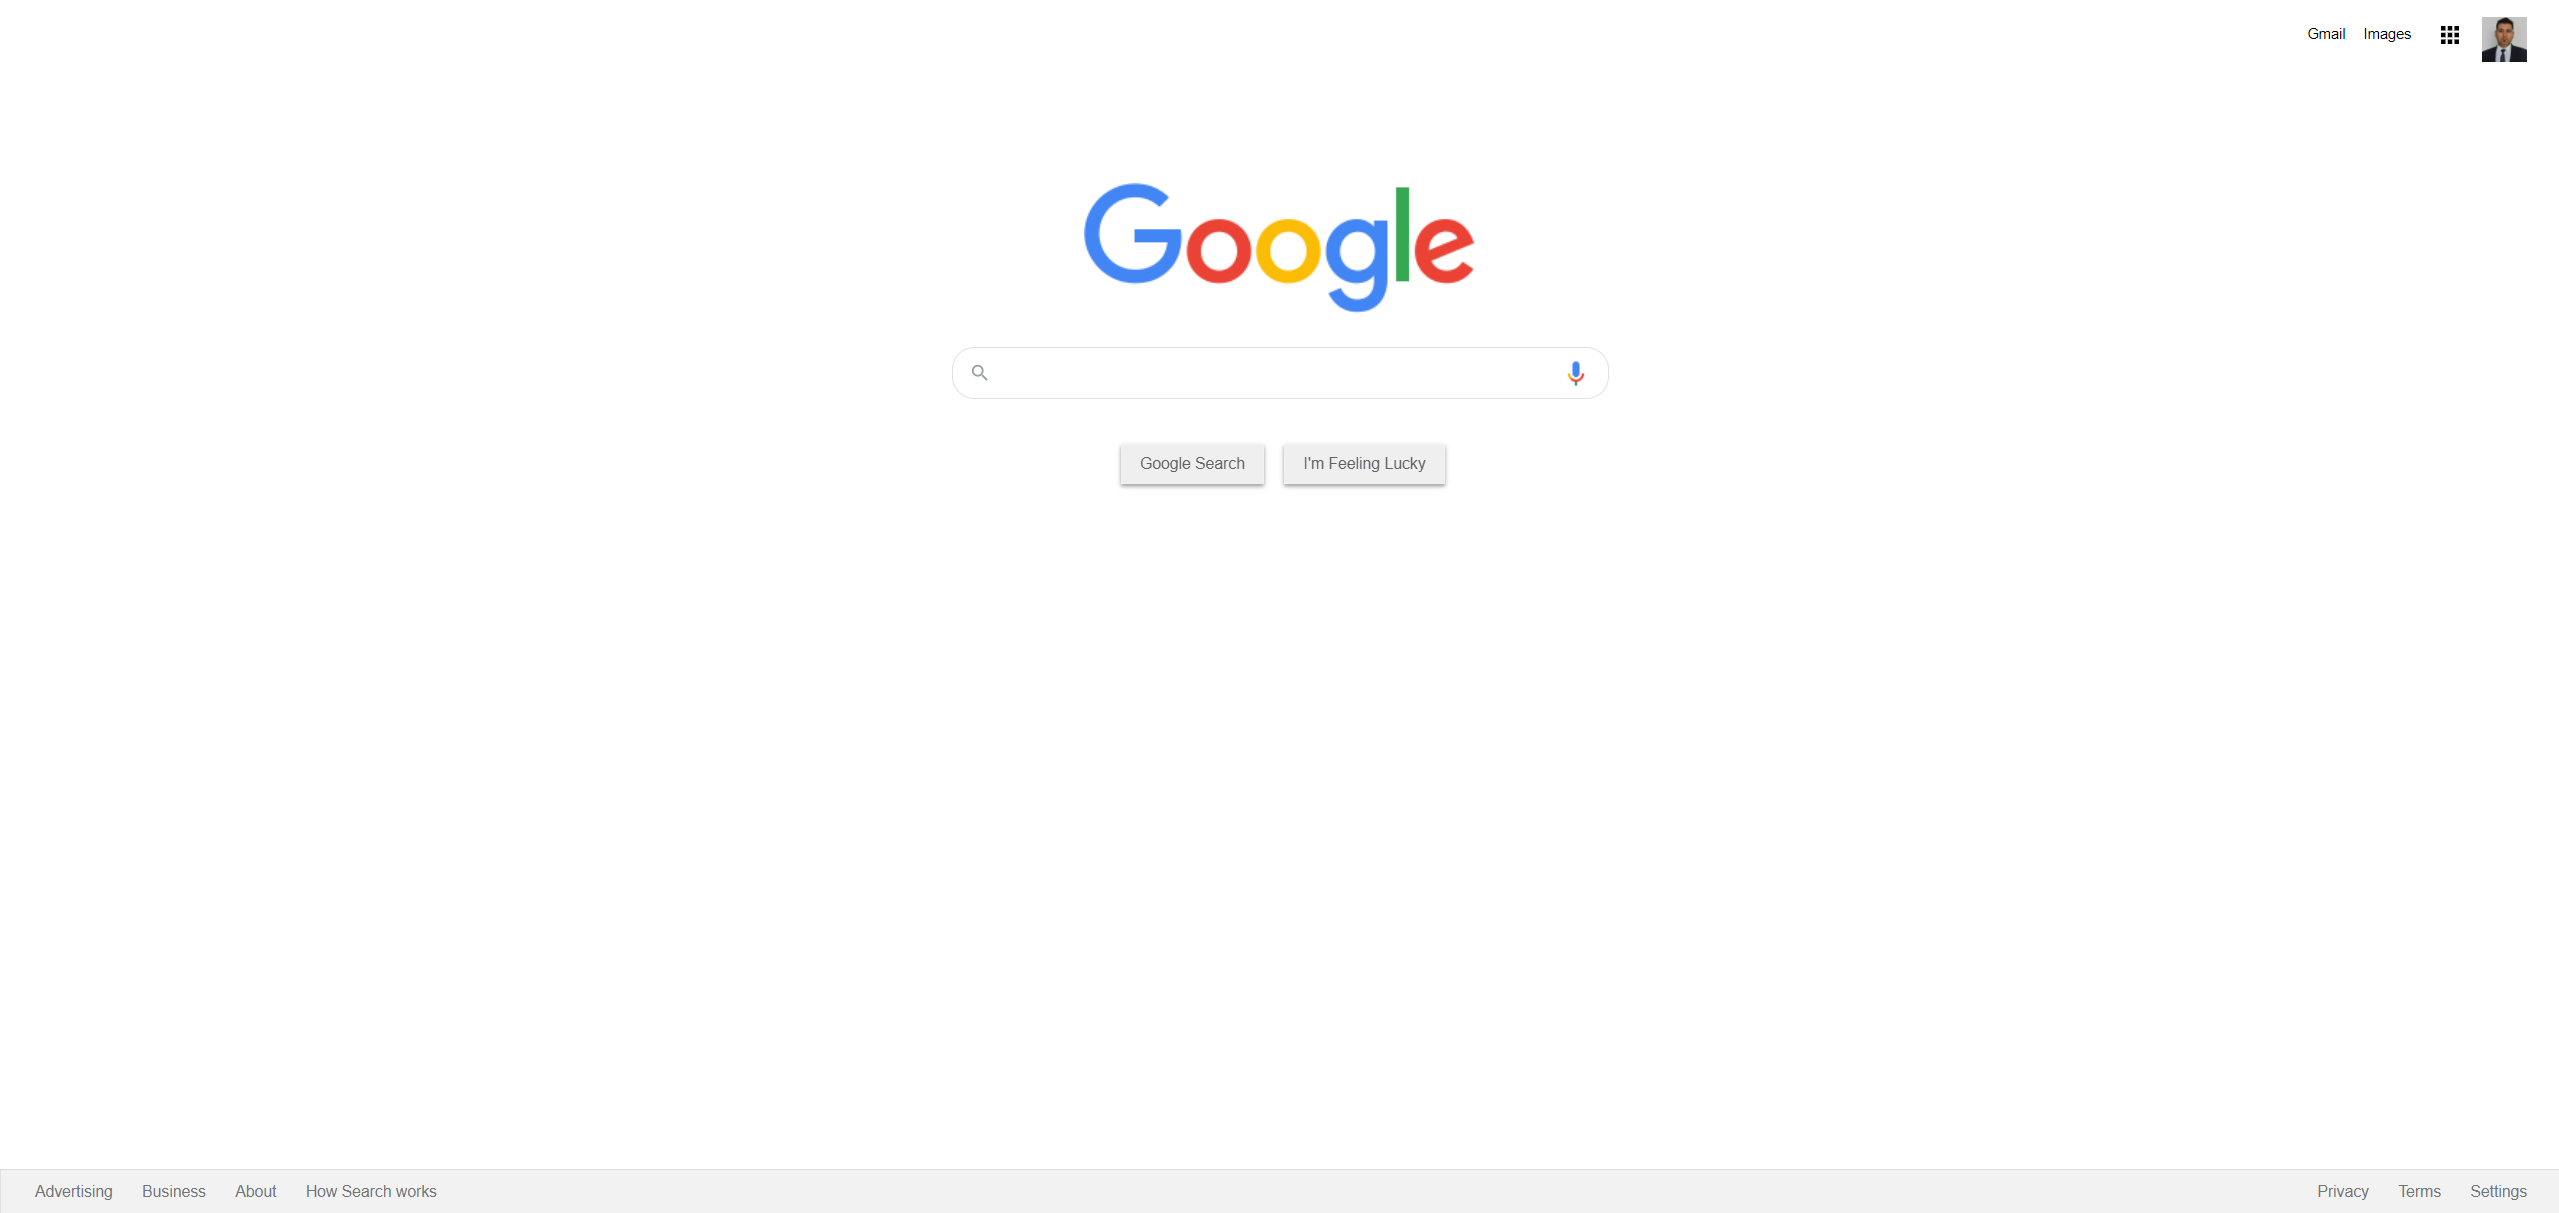 Gmail Images
Google
Google Search I'm Feeling Lucky
Advertising Business About How Search works Privacy Terms Settings